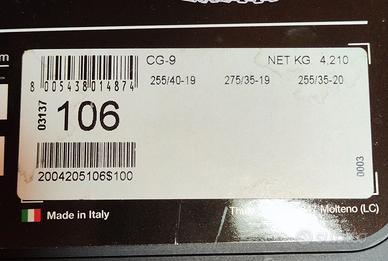 CG-9 NET KG 4,210
8 005438 014874
255/40-19 275/35-19 255/35-20
03137
106
2004205106$100
0003
Made in Italy
Molteno (LC)